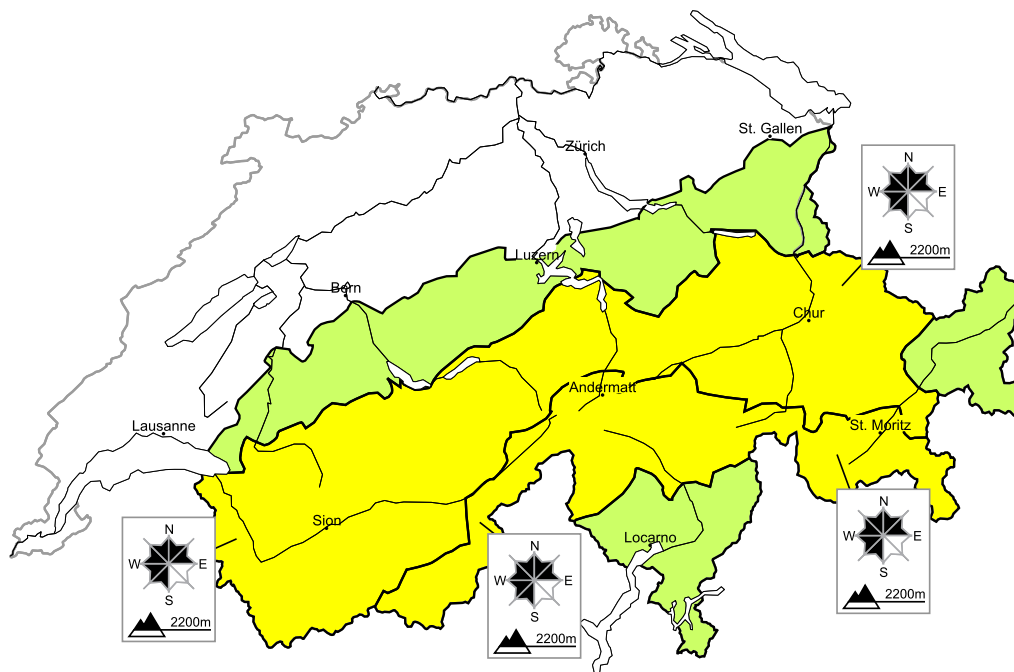 St. Gallen
Zürich
N
W E
S
2200m
Luzern
Bern
Chur
Andermatt
Lausanne
St. Moritz
Sion
Locarno
N
W E
S
2200m
N
W E
S
2200m
N
W E
S
2200m